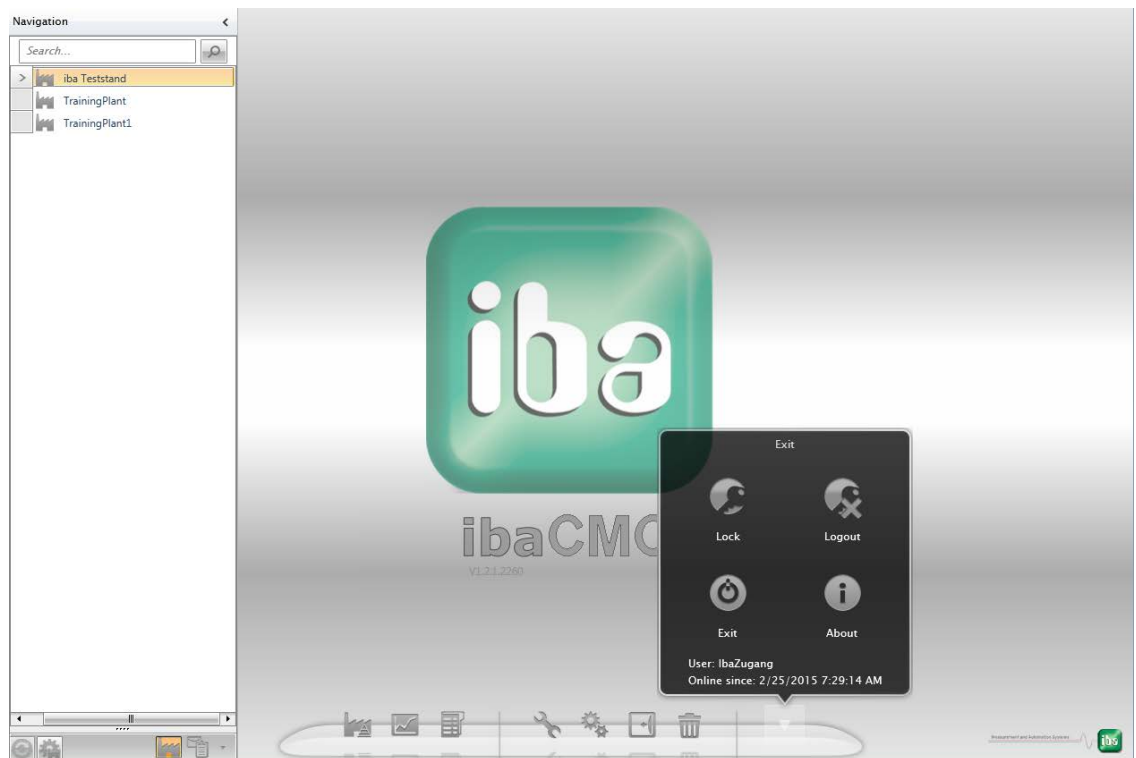 Navigation
Search...
iba Teststand
TrainingPlant
TrainingPlant1
iba
ibaCMC
V1.2.1.2260
Exit
Lock
Logout
Exit
About
User: IbaZugang
Online since: 2/25/2015 7:29:14 AM
Measurement and Automation Systems
iba